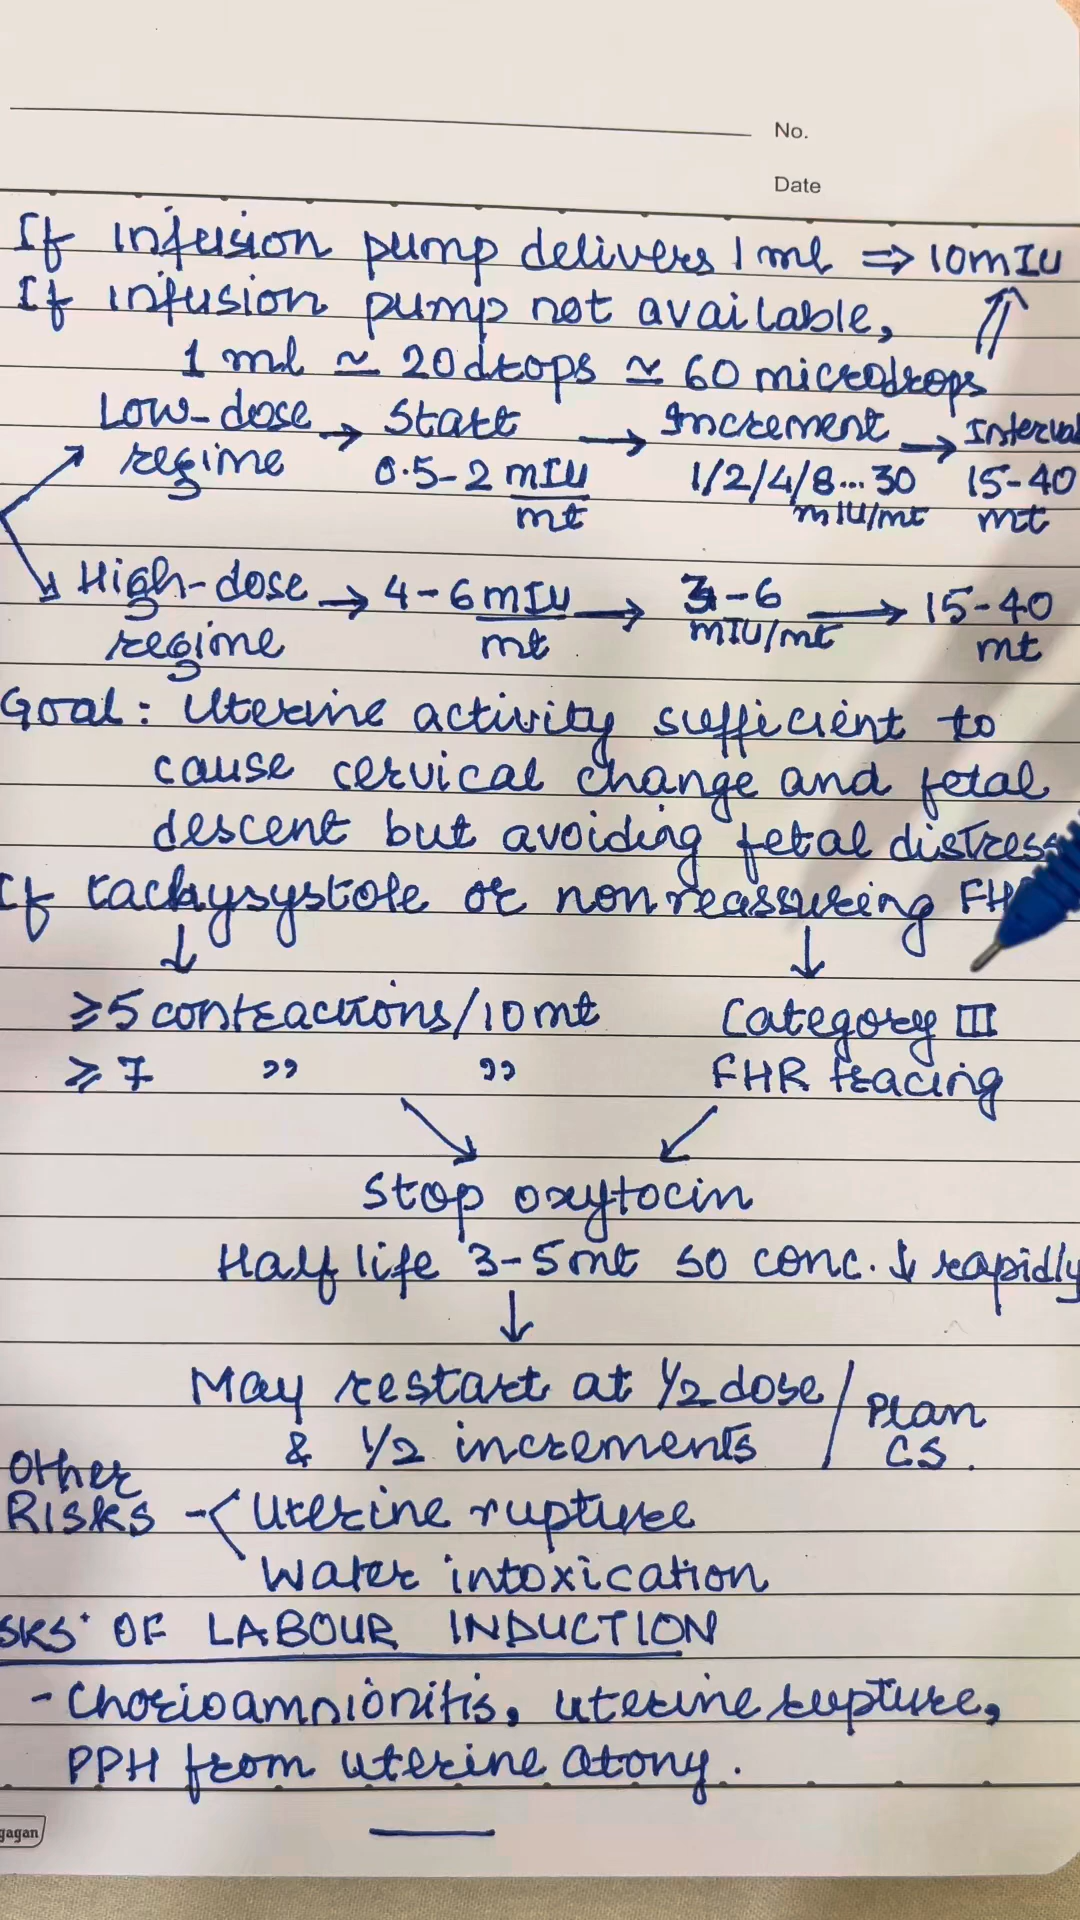 No.
Date
If infusion pump delivers 1 ml ⇒ 10mIU
If infusion pump not available,
1 ml ≃ 20 drops ≃ 60 microdrops
Low-dose regime → Start 0.5-2 mIU/mt → Increment 1/2/4/8...30 mIU/mt → Interval 15-40 mt
High-dose regime → 4-6 mIU/mt → 3-6 mIU/mt → 15-40 mt
Goal: Uterine activity sufficient to
cause cervical change and fetal
descent but avoiding fetal distress
If tachysystole or nonreassuring
↓ ↓
≥5 contractions/10mt Category III
≥7 ,, ,, FHR tracing
Stop oxytocin
Half life 3-5mt so conc. ↓ rapidly
↓
May restart at 1/2 dose / Plan
& 1/2 increments / CS.
Other
Risks - < Uterine rupture
Water intoxication
SKS OF LABOUR INDUCTION
- Chorioamnionitis, uterine rupture,
PPH from uterine atony.
gagan